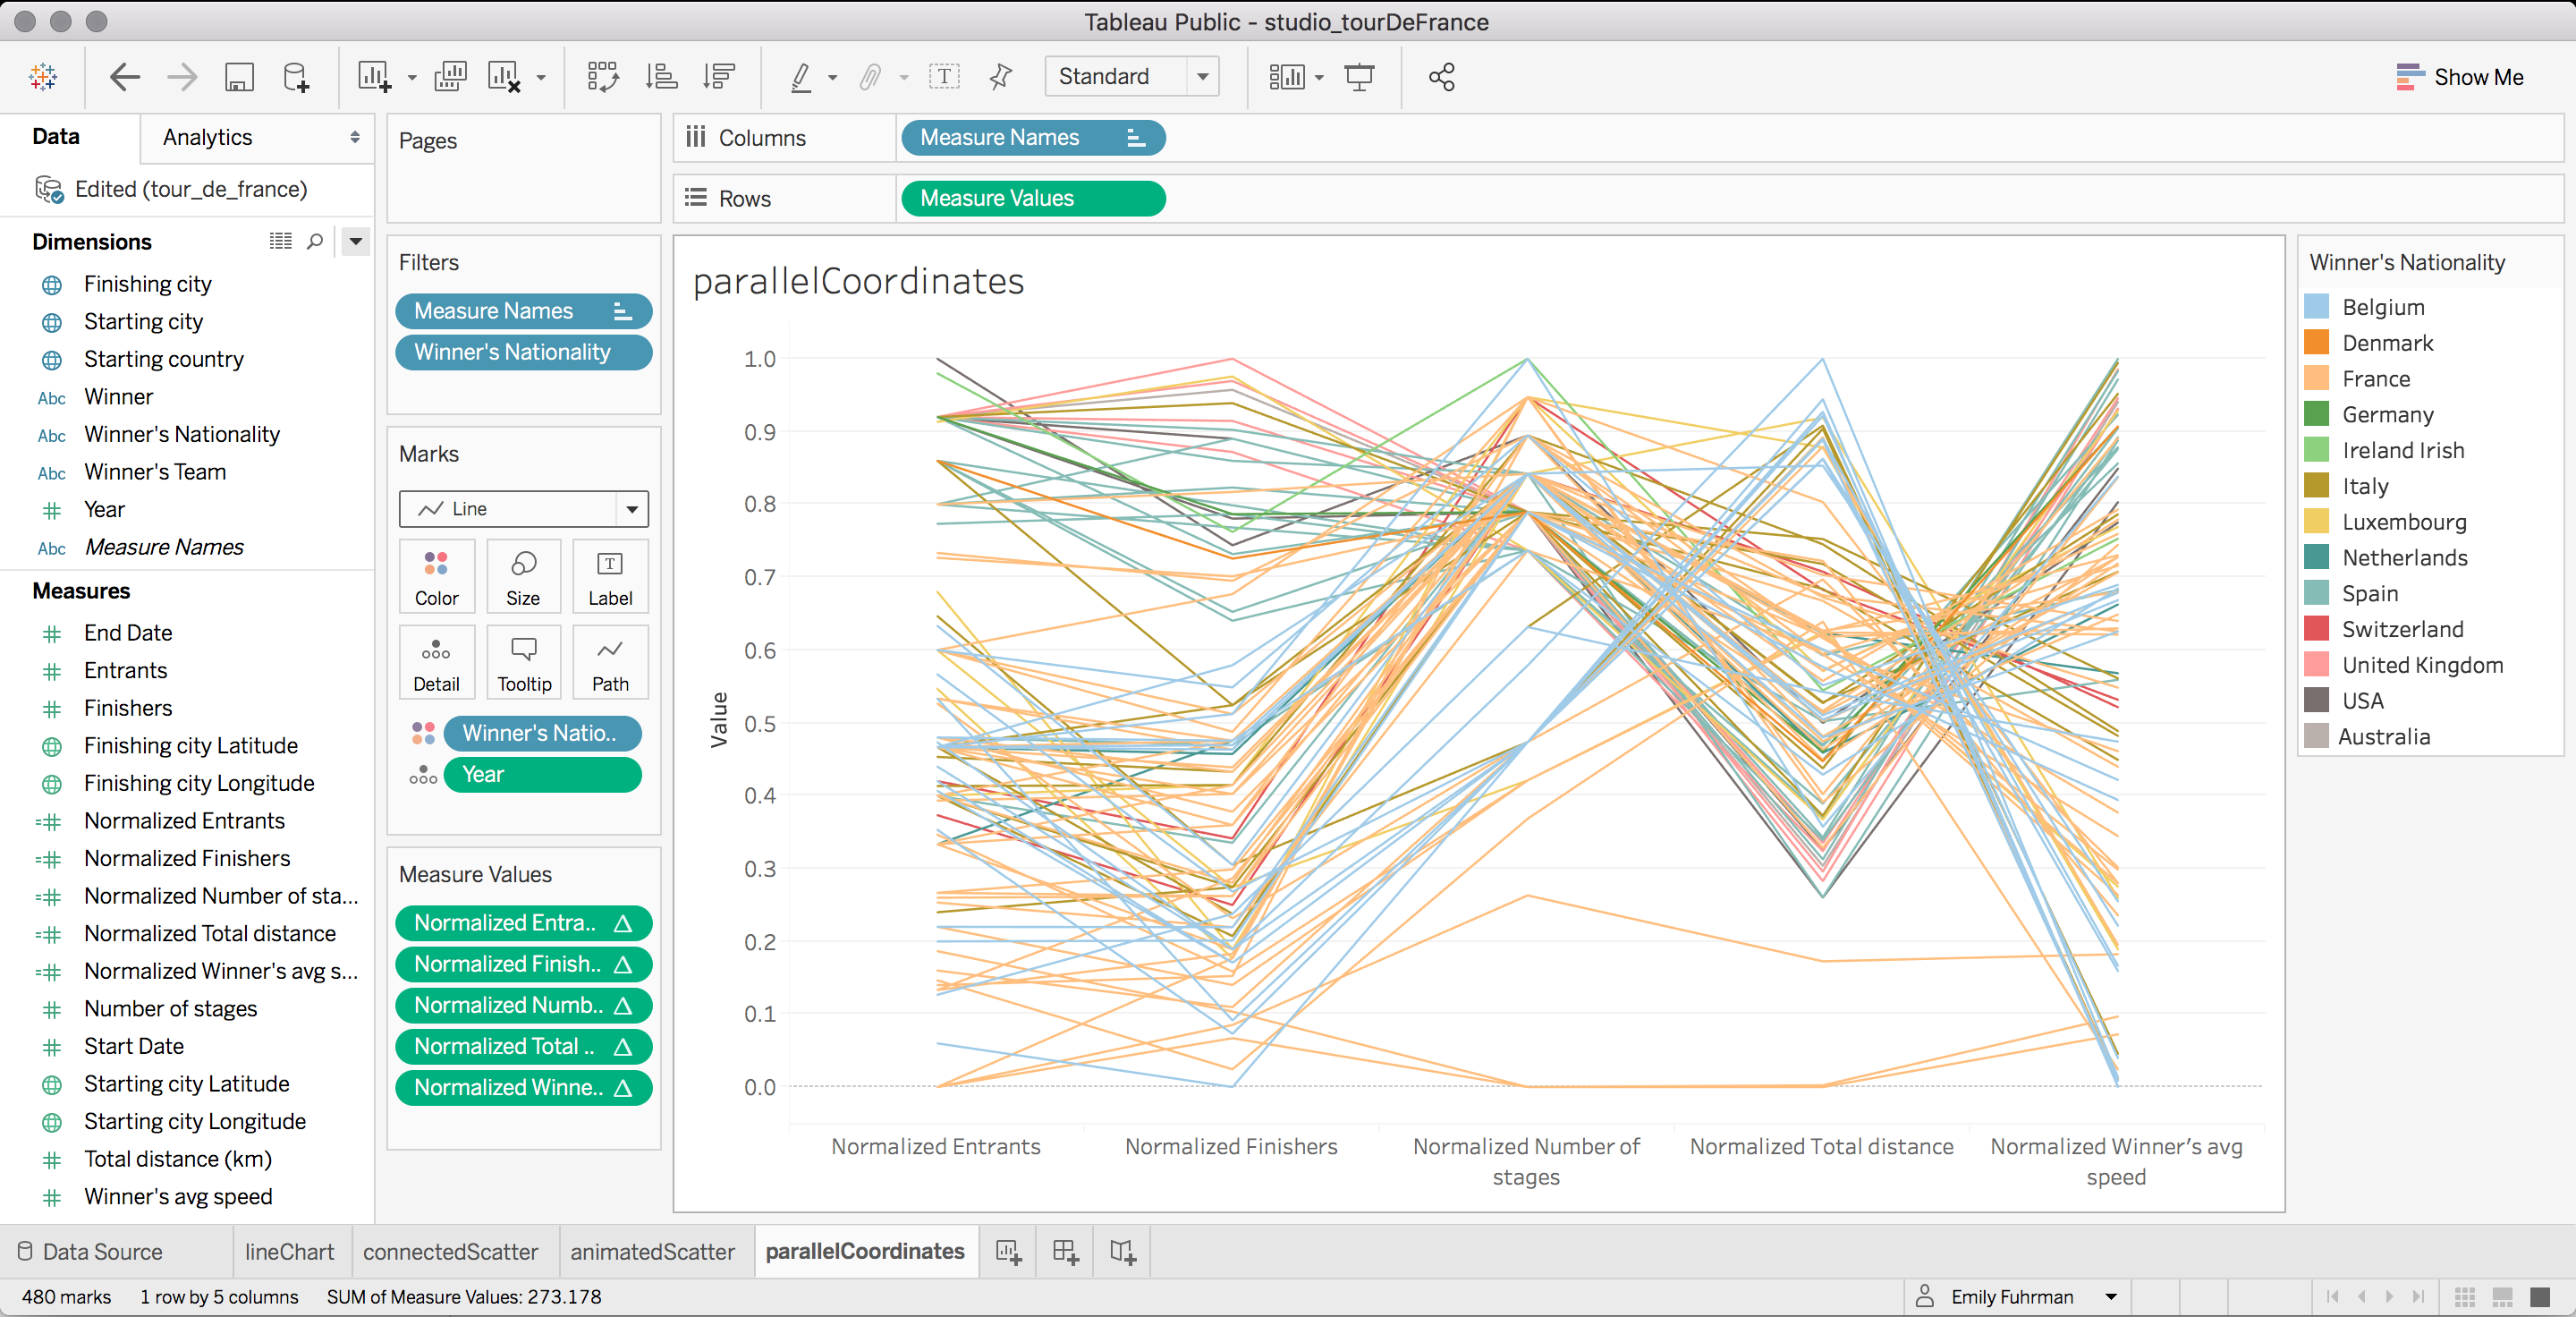 Tableau Public - studio_tourDeFrance
Standard
Show Me
Data
Analytics
Edited (tour_de_france)
Dimensions
Finishing city
Starting city
Starting country
Abc Winner
Abc Winner's Nationality
Abc Winner's Team
# Year
Abc Measure Names
Measures
# End Date
# Entrants
# Finishers
Finishing city Latitude
Finishing city Longitude
=# Normalized Entrants
=# Normalized Finishers
=# Normalized Number of sta...
=# Normalized Total distance
=# Normalized Winner's avg s...
# Number of stages
# Start Date
Starting city Latitude
Starting city Longitude
# Total distance (km)
# Winner's avg speed
Pages
Filters
Measure Names
Winner's Nationality
Marks
Line
Color
Size
T
Label
Detail
Tooltip
Path
Winner's Natio..
Year
Measure Values
Normalized Entra.. Δ
Normalized Finish.. Δ
Normalized Numb.. Δ
Normalized Total .. Δ
Normalized Winne.. Δ
Columns
Measure Names
Rows
Measure Values
parallelCoordinates
1.0
0.9
0.8
0.7
0.6
0.5
0.4
0.3
0.2
0.1
0.0
Value
Normalized Entrants
Normalized Finishers
Normalized Number of
stages
Normalized Total distance
Normalized Winner's avg
speed
Winner's Nationality
Belgium
Denmark
France
Germany
Ireland Irish
Italy
Luxembourg
Netherlands
Spain
Switzerland
United Kingdom
USA
Australia
Data Source
lineChart
connectedScatter
animatedScatter
parallelCoordinates
480 marks
1 row by 5 columns
SUM of Measure Values: 273.178
Emily Fuhrman